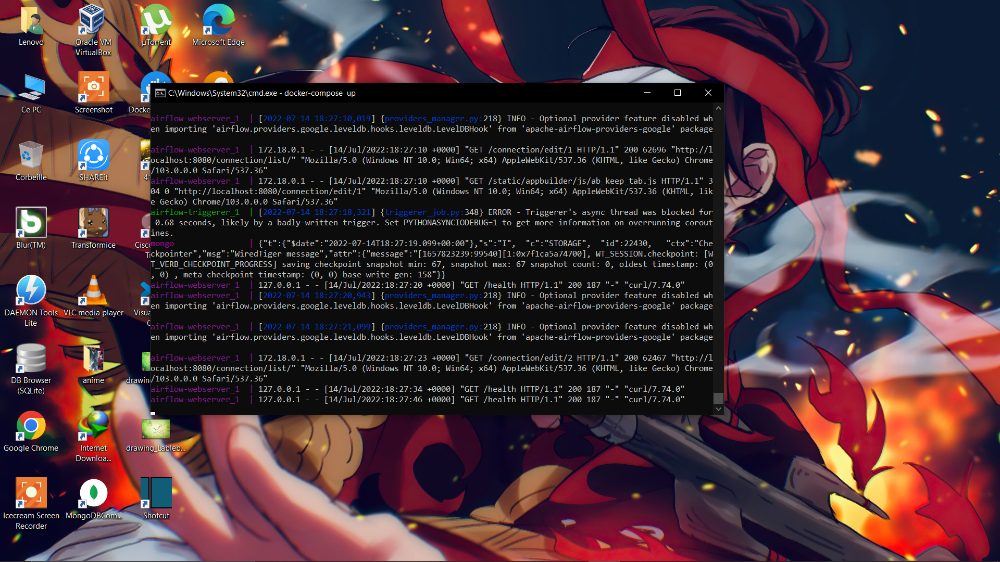 Lenovo
Oracle VM
VirtualBox
µTorrent
Microsoft Edge
Ce PC
Screenshot
Docke
Corbeille
SHAREit
41
Blur(TM)
Transformice
Cisco
DAEMON Tools
Lite
VLC media player
Visua
DB Browser
(SQLite)
anime
drawin
Google Chrome
Internet
Downloa...
drawing_Lableb...
Icecream Screen
Recorder
MongoDBCom...
Shotcut
C:\Windows\System32\cmd.exe - docker-compose  up
airflow-webserver_1  | [2022-07-14 18:27:10,019] {providers_manager.py:218} INFO - Optional provider feature disabled wh
en importing 'airflow.providers.google.leveldb.hooks.leveldb.LevelDBHook' from 'apache-airflow-providers-google' package
airflow-webserver_1  | 172.18.0.1 - - [14/Jul/2022:18:27:10 +0000] "GET /connection/edit/1 HTTP/1.1" 200 62696 "http://l
ocalhost:8080/connection/list/" "Mozilla/5.0 (Windows NT 10.0; Win64; x64) AppleWebKit/537.36 (KHTML, like Gecko) Chrome
/103.0.0.0 Safari/537.36"
airflow-webserver_1  | 172.18.0.1 - - [14/Jul/2022:18:27:10 +0000] "GET /static/appbuilder/js/ab_keep_tab.js HTTP/1.1" 3
04 0 "http://localhost:8080/connection/edit/1" "Mozilla/5.0 (Windows NT 10.0; Win64; x64) AppleWebKit/537.36 (KHTML, lik
e Gecko) Chrome/103.0.0.0 Safari/537.36"
airflow-triggerer_1  | [2022-07-14 18:27:18,321] {triggerer_job.py:348} ERROR - Triggerer's async thread was blocked for
 0.68 seconds, likely by a badly-written trigger. Set PYTHONASYNCIODEBUG=1 to get more information on overrunning corout
ines.
mongo                | {"t":{"$date":"2022-07-14T18:27:19.099+00:00"},"s":"I",  "c":"STORAGE",  "id":22430,   "ctx":"Che
ckpointer","msg":"WiredTiger message","attr":{"message":"[1657823239:99540][1:0x7f1ca5a74700], WT_SESSION.checkpoint: [W
T_VERB_CHECKPOINT_PROGRESS] saving checkpoint snapshot min: 67, snapshot max: 67 snapshot count: 0, oldest timestamp: (0
, 0) , meta checkpoint timestamp: (0, 0) base write gen: 158"}}
airflow-webserver_1  | 127.0.0.1 - - [14/Jul/2022:18:27:20 +0000] "GET /health HTTP/1.1" 200 187 "-" "curl/7.74.0"
airflow-webserver_1  | [2022-07-14 18:27:20,943] {providers_manager.py:218} INFO - Optional provider feature disabled wh
en importing 'airflow.providers.google.leveldb.hooks.leveldb.LevelDBHook' from 'apache-airflow-providers-google' package
airflow-webserver_1  | [2022-07-14 18:27:21,099] {providers_manager.py:218} INFO - Optional provider feature disabled wh
en importing 'airflow.providers.google.leveldb.hooks.leveldb.LevelDBHook' from 'apache-airflow-providers-google' package
airflow-webserver_1  | 172.18.0.1 - - [14/Jul/2022:18:27:23 +0000] "GET /connection/edit/2 HTTP/1.1" 200 62467 "http://l
ocalhost:8080/connection/list/" "Mozilla/5.0 (Windows NT 10.0; Win64; x64) AppleWebKit/537.36 (KHTML, like Gecko) Chrome
/103.0.0.0 Safari/537.36"
airflow-webserver_1  | 127.0.0.1 - - [14/Jul/2022:18:27:34 +0000] "GET /health HTTP/1.1" 200 187 "-" "curl/7.74.0"
airflow-webserver_1  | 127.0.0.1 - - [14/Jul/2022:18:27:46 +0000] "GET /health HTTP/1.1" 200 187 "-" "curl/7.74.0"